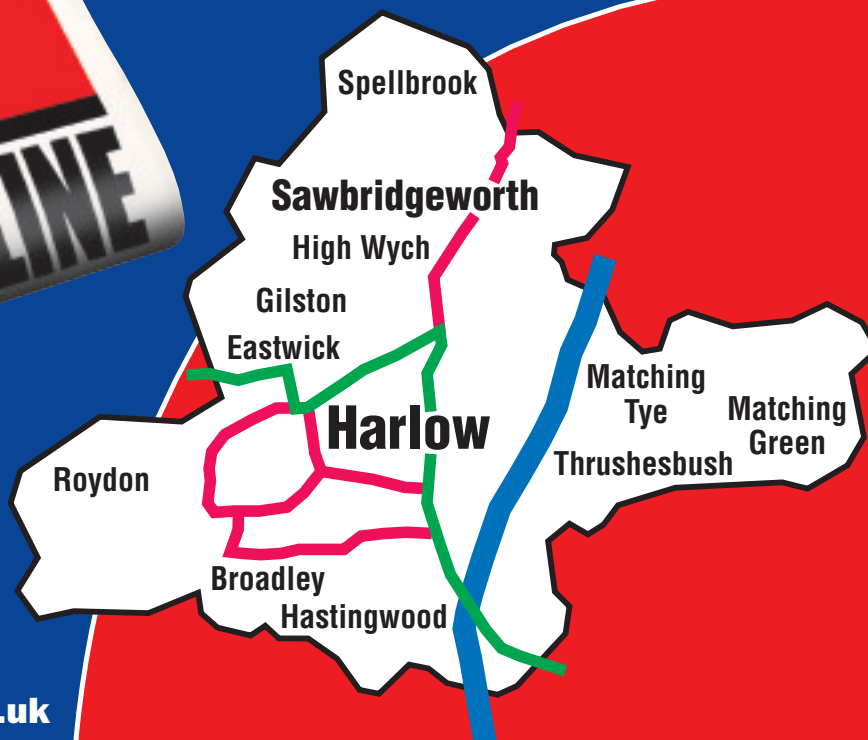 LINE
Spellbrook
Sawbridgeworth
High Wych
Gilston
Eastwick
Harlow
Matching
Tye
Matching
Green
Thrushesbush
Roydon
Broadley
Hastingwood
.uk